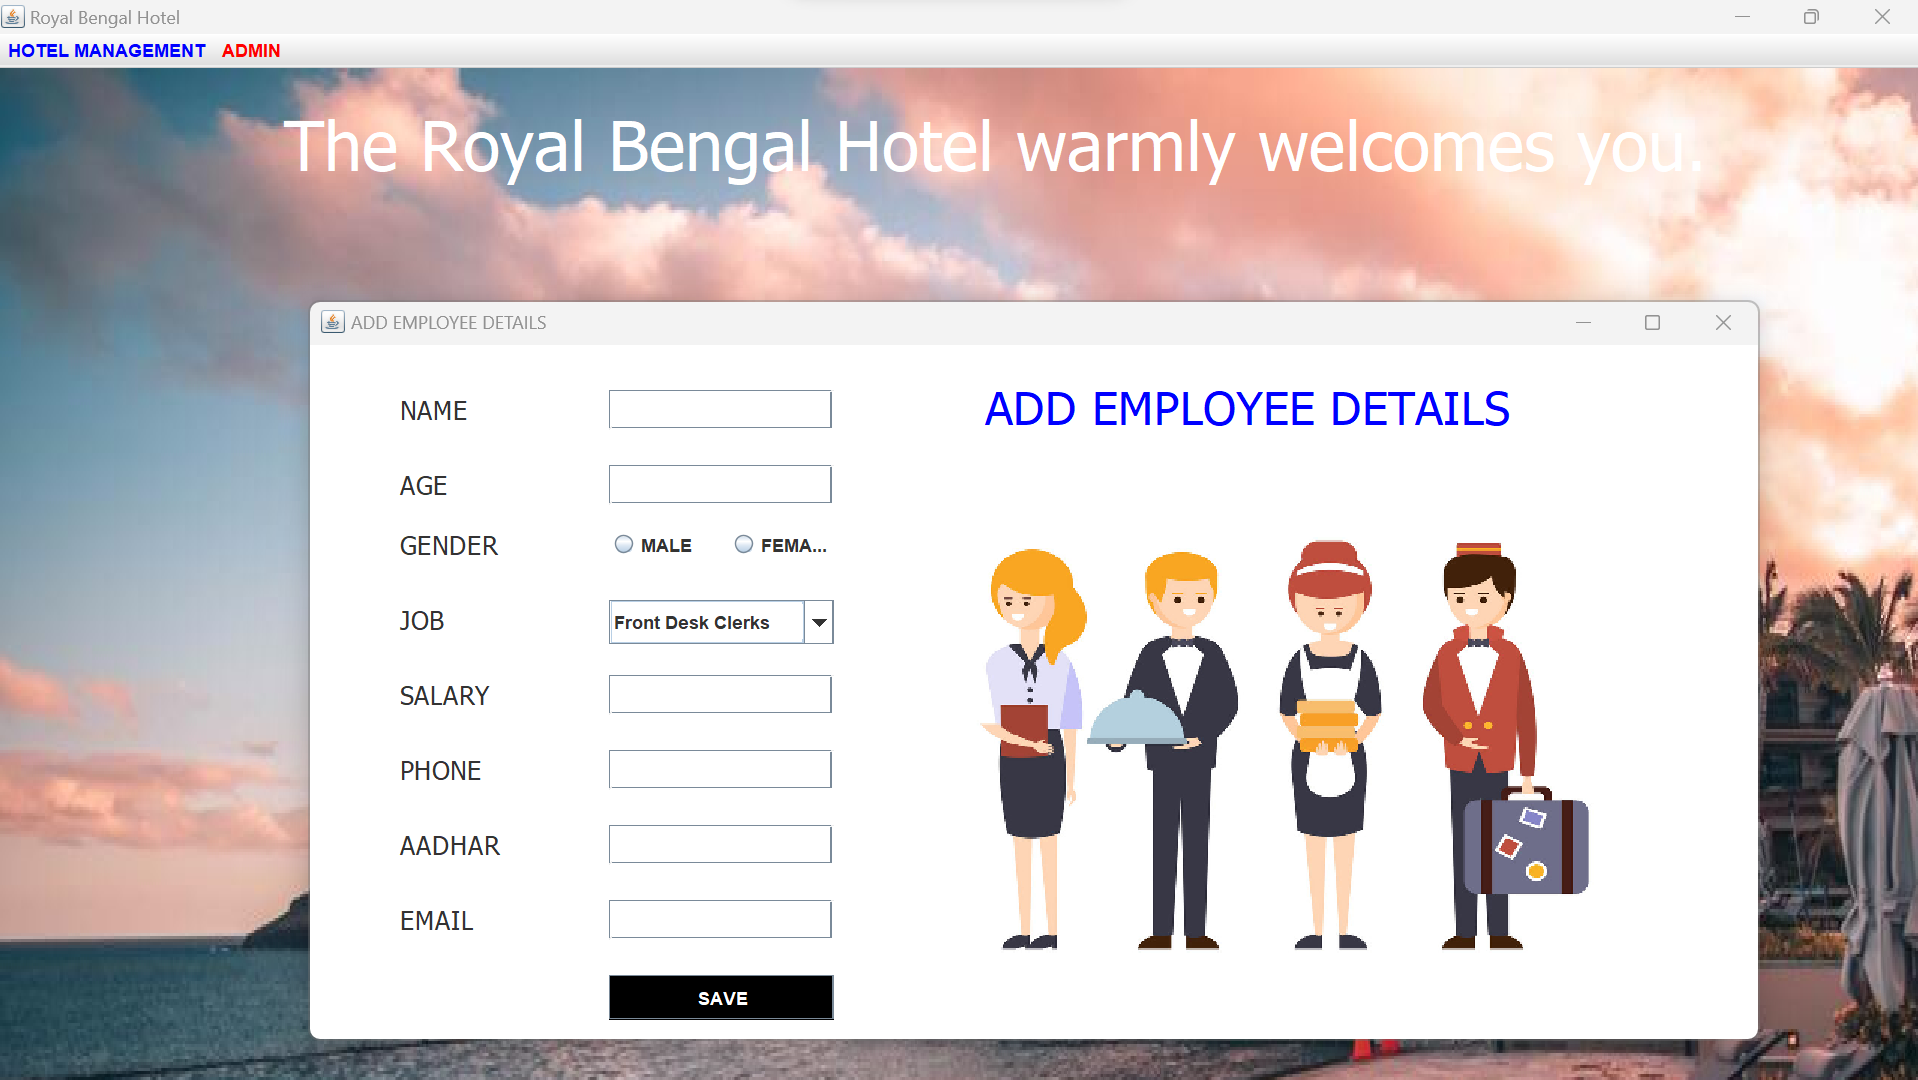 Royal Bengal Hotel
HOTEL MANAGEMENT ADMIN
The Royal Bengal Hotel warmly welcomes you.
ADD EMPLOYEE DETAILS
NAME
ADD EMPLOYEE DETAILS
AGE
GENDER MALE FEMA...
JOB Front Desk Clerks
SALARY
PHONE
AADHAR
EMAIL
SAVE